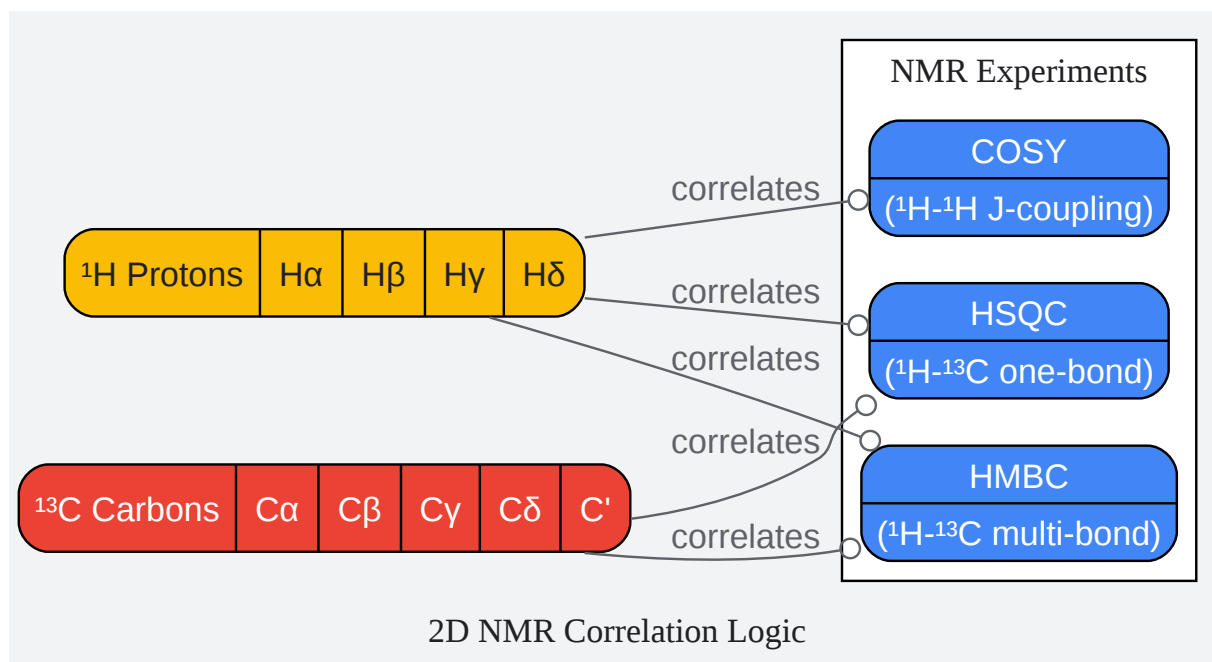 NMR Experiments
COSY
(¹H-¹H J-coupling)
correlates
¹H Protons Hα Hβ Hγ Hδ
correlates
HSQC
(¹H-¹³C one-bond)
correlates
correlates
HMBC
(¹H-¹³C multi-bond)
¹³C Carbons Cα Cβ Cγ Cδ C'
correlates
2D NMR Correlation Logic